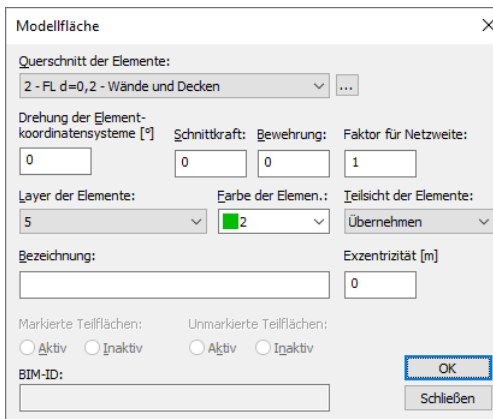 Modellfläche
Querschnitt der Elemente:
2 - FL d=0,2 - Wände und Decken
...
Drehung der Element-
koordinatensysteme [°] Schnittkraft: Bewehrung: Faktor für Netzweite:
0 0 0 1
Layer der Elemente: Farbe der Elemen.: Teilsicht der Elemente:
5 2 Übernehmen
Bezeichnung: Exzentrizität [m]
0
Markierte Teilflächen: Unmarkierte Teilflächen:
Aktiv Inaktiv Aktiv Inaktiv
BIM-ID:
OK
Schließen